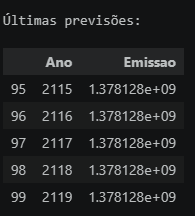 Últimas previsões:
Ano Emissao
95 2115 1.378128e+09
96 2116 1.378128e+09
97 2117 1.378128e+09
98 2118 1.378128e+09
99 2119 1.378128e+09